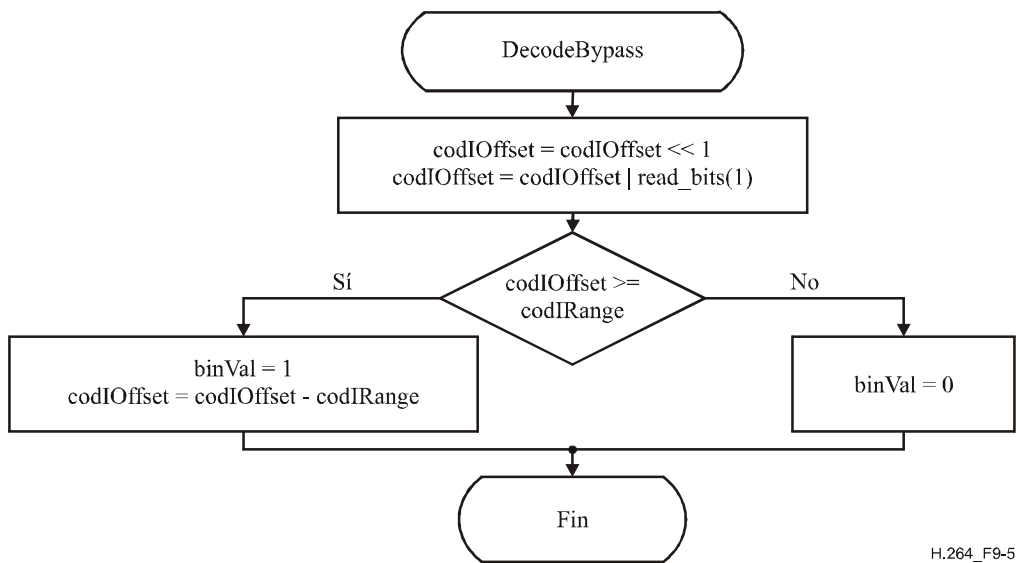 DecodeBypass
codIOffset = codIOffset << 1
codIOffset = codIOffset | read_bits(1)
codIOffset >=
codIRange
Sí
No
binVal = 1
codIOffset = codIOffset - codIRange
binVal = 0
Fin
H.264_F9-5